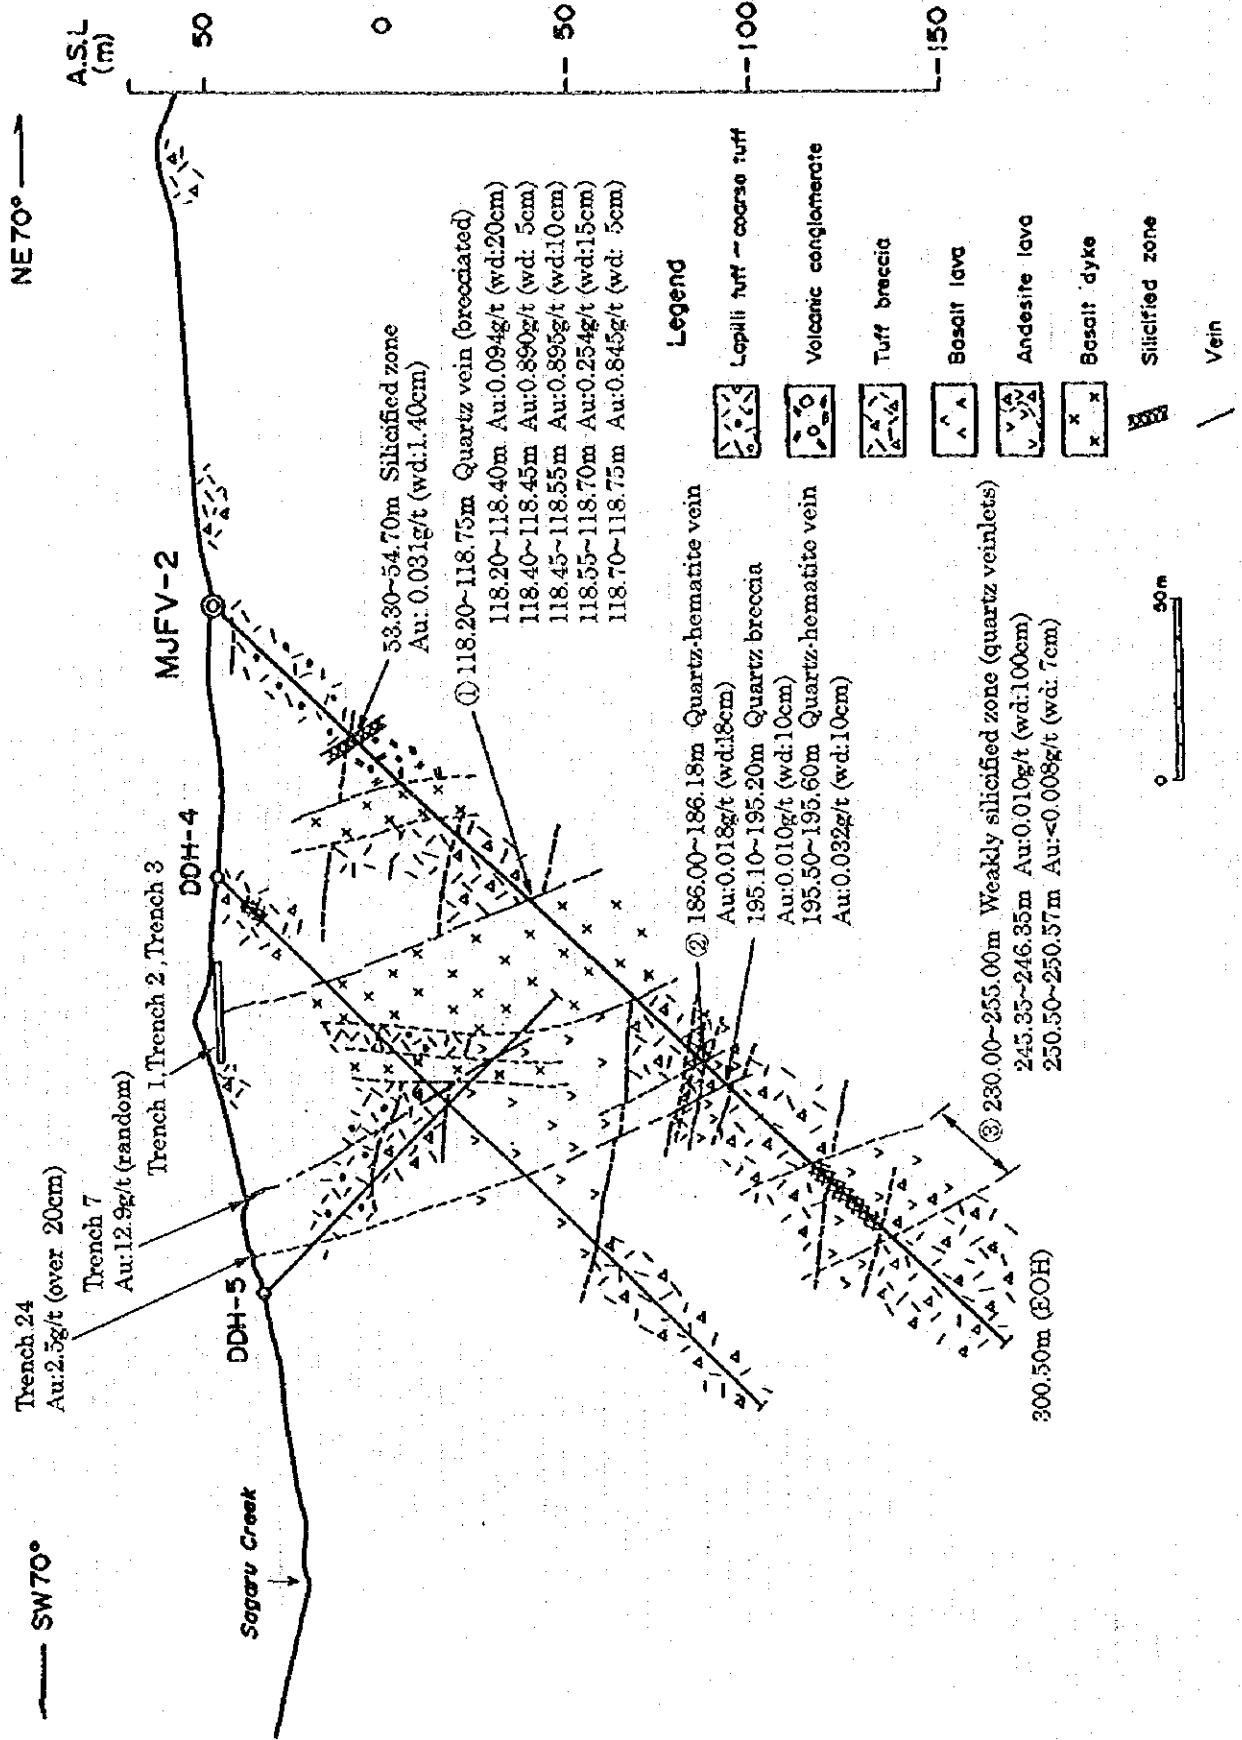 SW70°
NE70°
A.S.L
(m)
50
0
-50
-100
-150
Trench 24
Au:2.5g/t (over 20cm)
Trench 7
Au:12.9g/t (random)
Trench 1, Trench 2, Trench 3
DDH-5
DDH-4
MJFV-2
Sagaru Creek
53.30~54.70m Silicified zone
Au: 0.031g/t (wd:1.40cm)
① 118.20~118.75m Quartz vein (brecciated)
118.20~118.40m Au:0.094g/t (wd:20cm)
118.40~118.45m Au:0.890g/t (wd: 5cm)
118.45~118.55m Au:0.895g/t (wd:10cm)
118.55~118.70m Au:0.254g/t (wd:15cm)
118.70~118.75m Au:0.845g/t (wd: 5cm)
② 186.00~186.18m Quartz-hematite vein
Au:0.018g/t (wd:18cm)
195.10~195.20m Quartz breccia
Au:0.010g/t (wd:10cm)
195.50~195.60m Quartz-hematite vein
Au:0.032g/t (wd:10cm)
③ 230.00~255.00m Weakly silicified zone (quartz veinlets)
245.35~246.35m Au:0.010g/t (wd:100cm)
250.50~250.57m Au:<0.008g/t (wd: 7cm)
300.50m (EOH)
Legend
Lapilli tuff ~ coarse tuff
Volcanic conglomerate
Tuff breccia
Basalt lava
Andesite lava
Basalt dyke
Silicified zone
Vein
0 50m